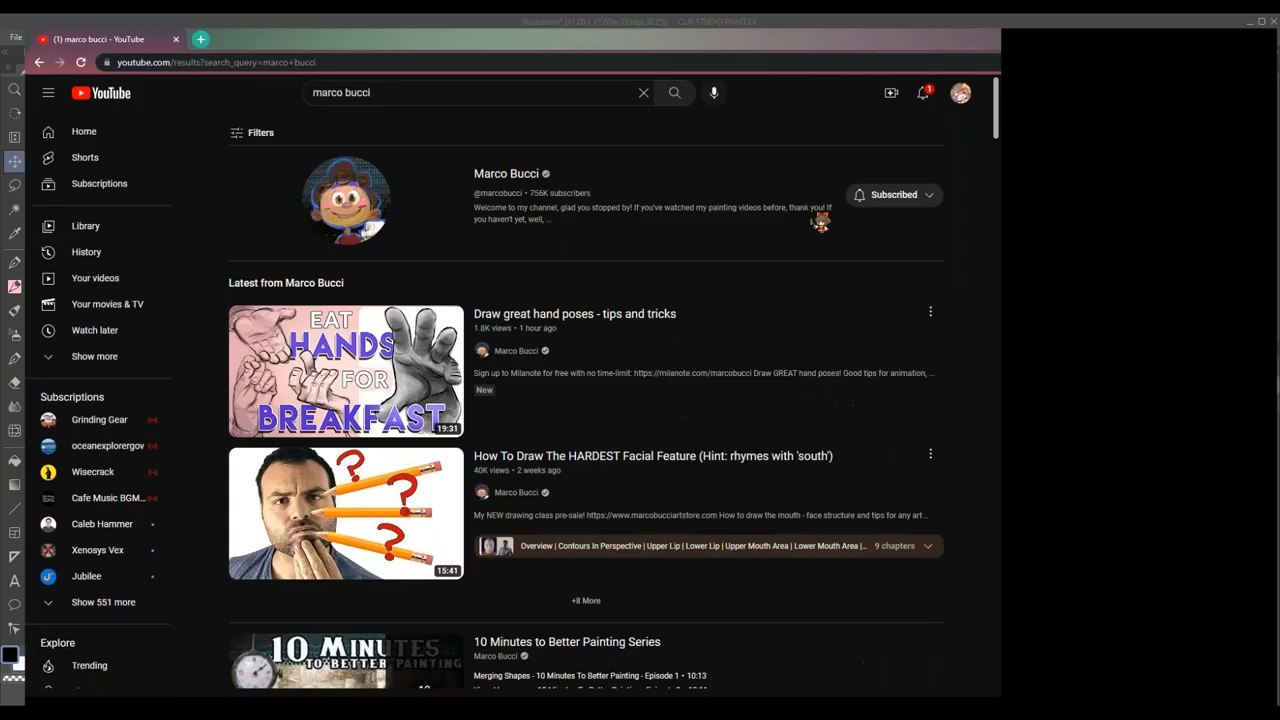 Illustration* (11.00 x 17.00in 350dpi 30.2%) - CLIP STUDIO PAINT EX
File
(1) marco bucci - YouTube
youtube.com/results?search_query=marco+bucci
YouTube
marco bucci
1
Home
Shorts
Subscriptions
Library
History
Your videos
Your movies & TV
Watch later
Show more
Subscriptions
Grinding Gear
oceanexplorergov
Wisecrack
Cafe Music BGM...
Caleb Hammer
Xenosys Vex
Jubilee
Show 551 more
Explore
Trending
Filters
Marco Bucci
@marcobucci • 756K subscribers
Welcome to my channel, glad you stopped by! If you've watched my painting videos before, thank you! If
you haven't yet, well, ...
Subscribed
Latest from Marco Bucci
EAT
HANDS
FOR
BREAKFAST
19:31
Draw great hand poses - tips and tricks
1.8K views • 1 hour ago
Marco Bucci
Sign up to Milanote for free with no time-limit: https://milanote.com/marcobucci Draw GREAT hand poses! Good tips for animation, ...
New
? ? ?
15:41
How To Draw The HARDEST Facial Feature (Hint: rhymes with 'south')
40K views • 2 weeks ago
Marco Bucci
My NEW drawing class pre-sale! https://www.marcobucciartstore.com How to draw the mouth - face structure and tips for any art ...
Overview | Contours In Perspective | Upper Lip | Lower Lip | Upper Mouth Area | Lower Mouth Area |...
9 chapters
+8 More
10 MINUTES
TO BETTER PAINTING
10 Minutes to Better Painting Series
Marco Bucci
Merging Shapes - 10 Minutes To Better Painting - Episode 1 • 10:13